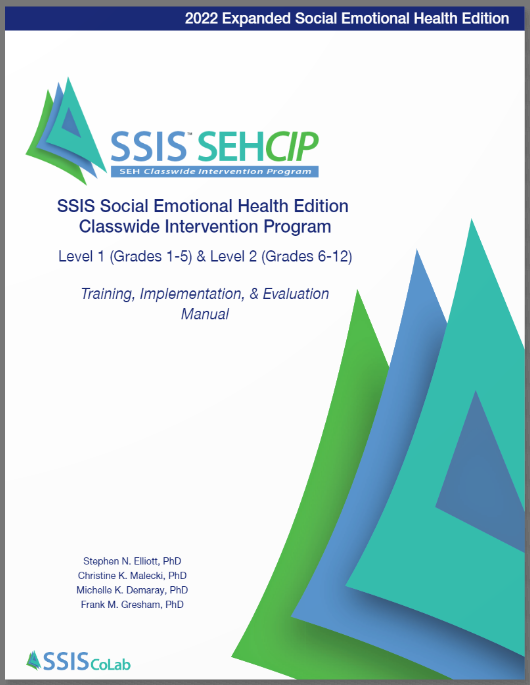 2022 Expanded Social Emotional Health Edition
SSIS™ SEHCIP
SEH Classwide Intervention Program
SSIS Social Emotional Health Edition
Classwide Intervention Program
Level 1 (Grades 1-5) & Level 2 (Grades 6-12)
Training, Implementation, & Evaluation
Manual
Stephen N. Elliott, PhD
Christine K. Malecki, PhD
Michelle K. Demaray, PhD
Frank M. Gresham, PhD
SSIS CoLab